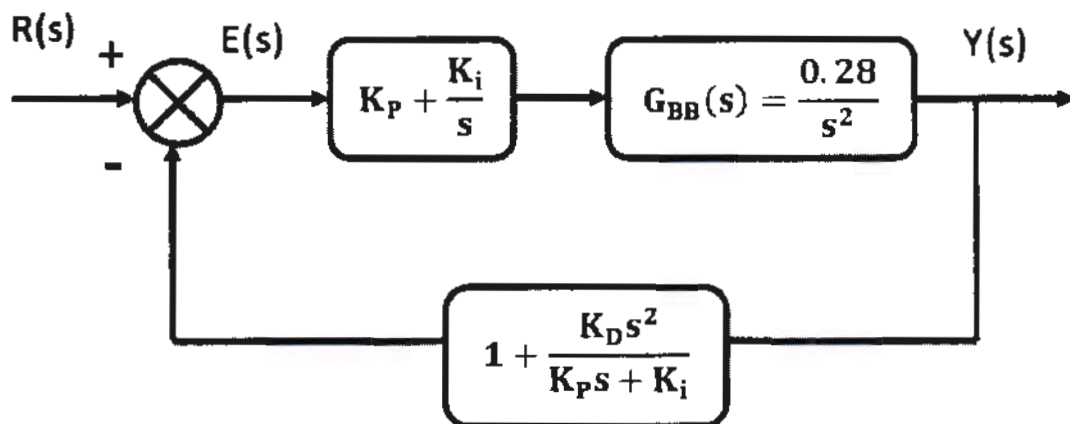 R(s)
+
E(s)
K_P + K_i/s
G_BB(s) = 0.28/s²
Y(s)
-
1 + K_D s²/(K_P s + K_i)